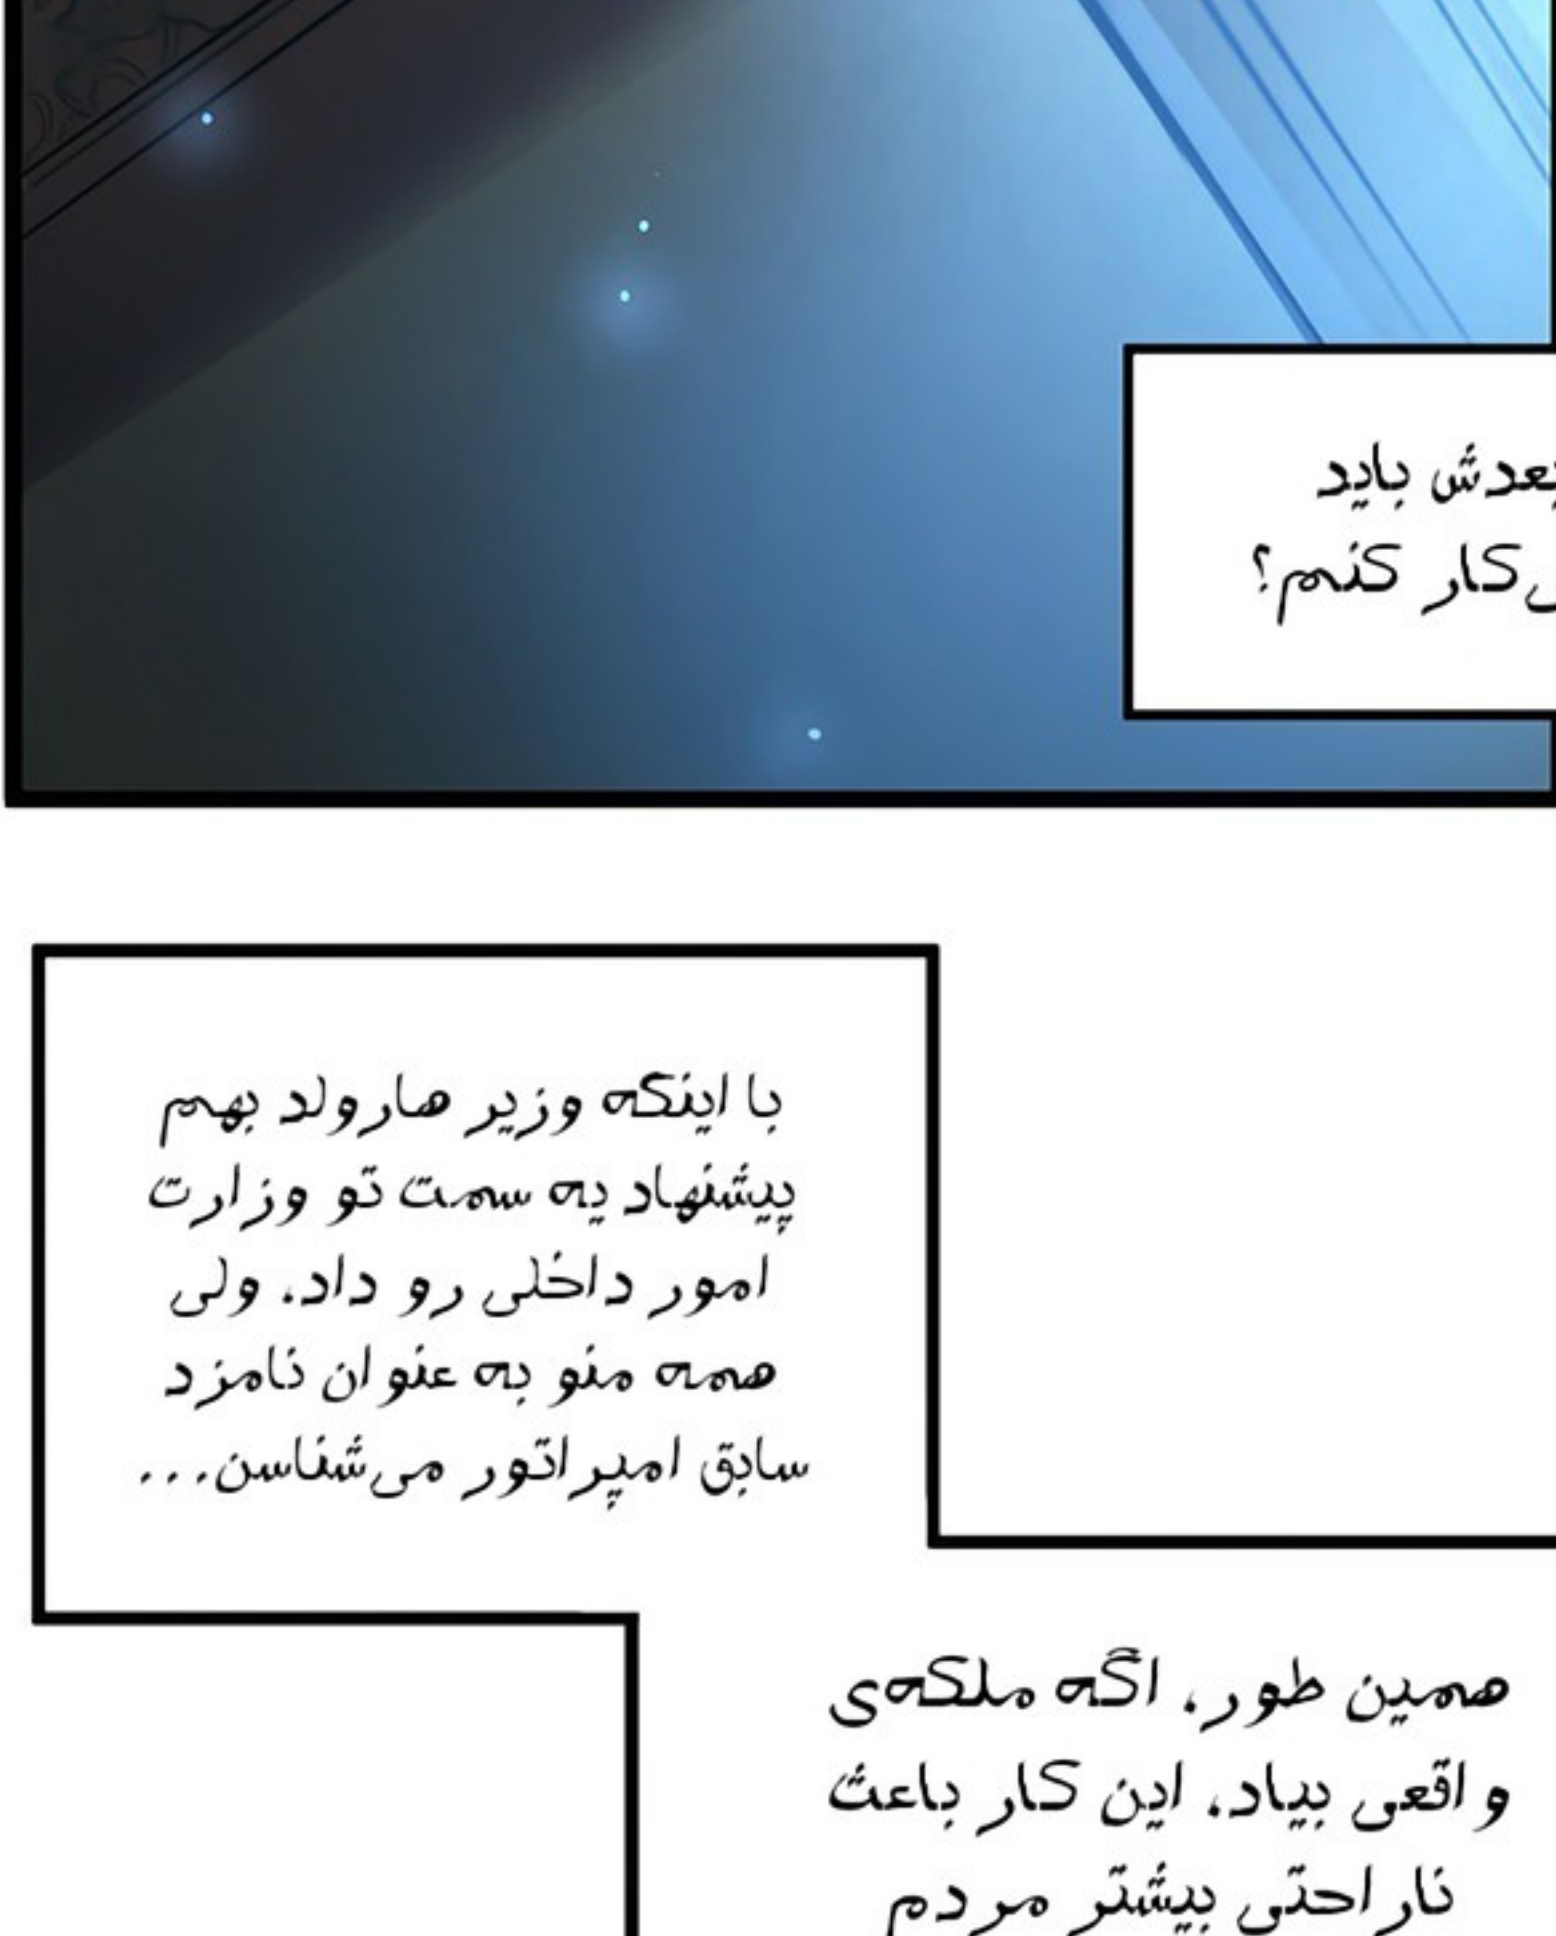 بعدش باید
کار کنم؟
با اینکه وزیر هارولد بهم
پیشنهاد یه سمت تو وزارت
امور داخلی رو داد، ولی
همه منو به عنوان نامزد
سابق امپراتور می‌شناسن...
همین طور، اگه ملکه‌ی
واقعی بیاد، این کار باعث
ناراحتی بیشتر مردم